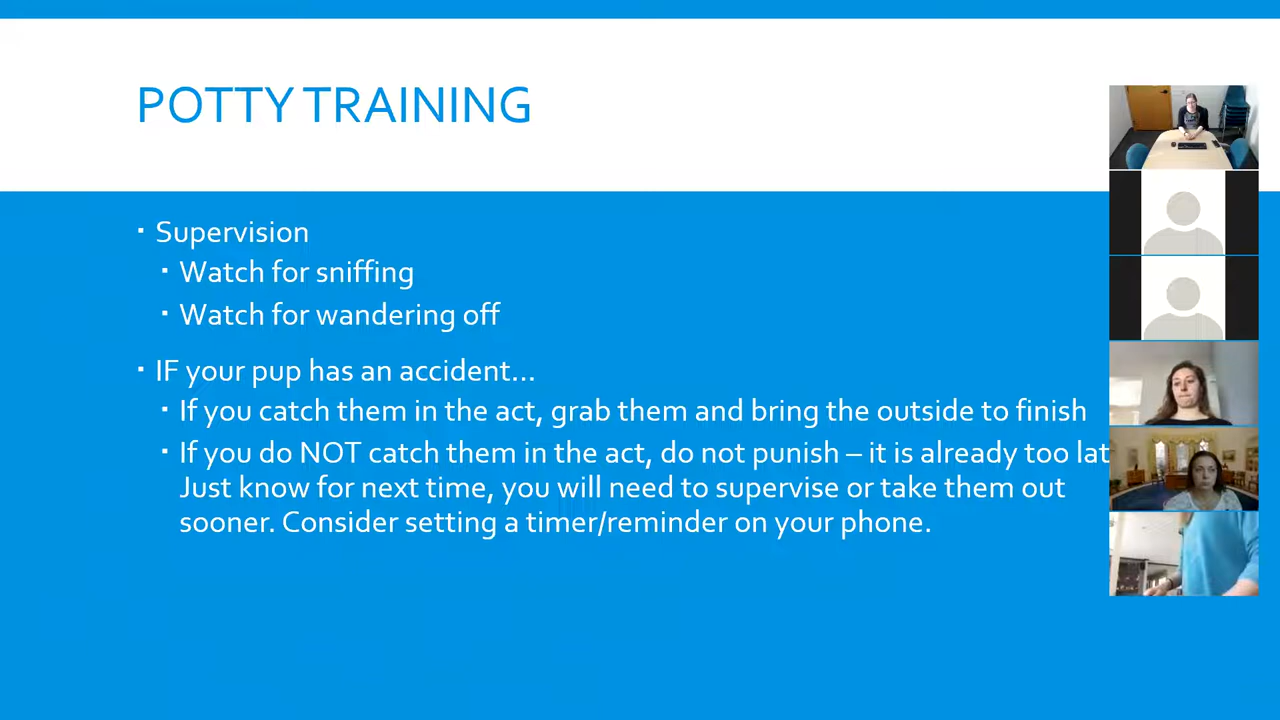 POTTY TRAINING
▪ Supervision
▪ Watch for sniffing
▪ Watch for wandering off
▪ IF your pup has an accident...
▪ If you catch them in the act, grab them and bring the outside to finish
▪ If you do NOT catch them in the act, do not punish – it is already too lat
Just know for next time, you will need to supervise or take them out
sooner. Consider setting a timer/reminder on your phone.